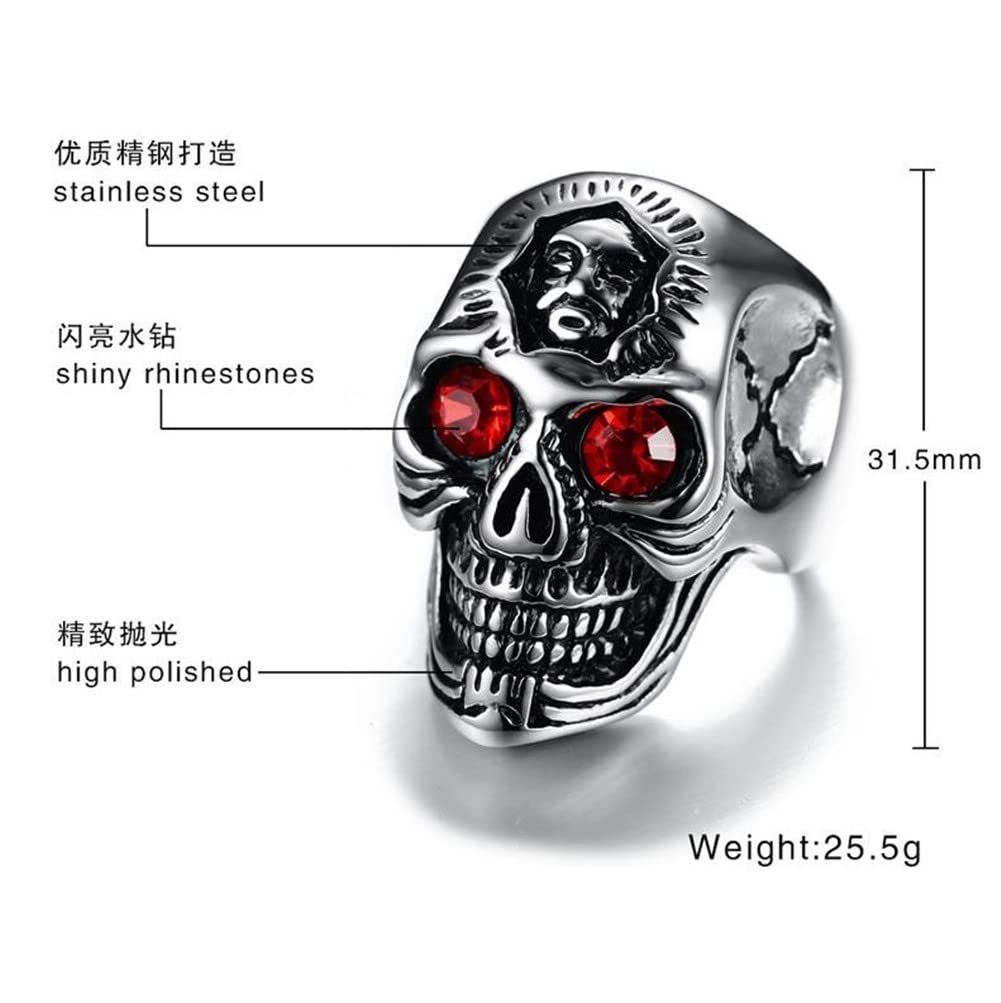 优质精钢打造
stainless steel
闪亮水钻
shiny rhinestones
31.5mm
精致抛光
high polished
Weight:25.5g